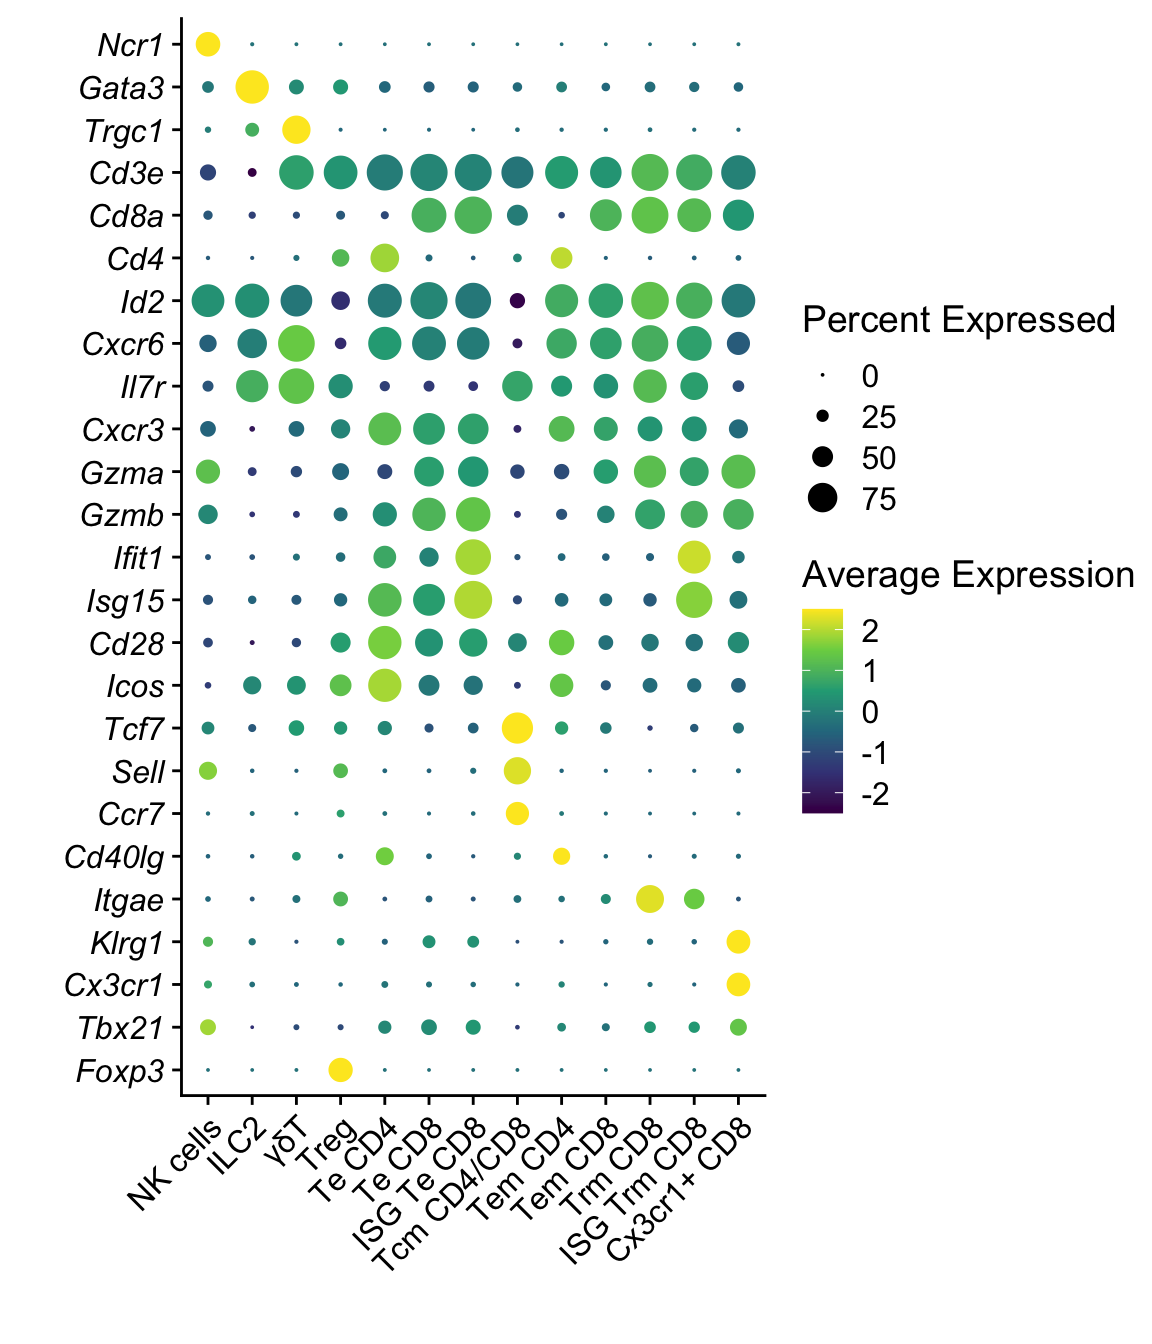 Ncr1
Gata3
Trgc1
Cd3e
Cd8a
Cd4
Id2
Cxcr6
Il7r
Cxcr3
Gzma
Gzmb
Ifit1
Isg15
Cd28
Icos
Tcf7
Sell
Ccr7
Cd40lg
Itgae
Klrg1
Cx3cr1
Tbx21
Foxp3
NK cells
ILC2
γδT
Treg
Te CD4
Te CD8
ISG Te CD8
Tcm CD4/CD8
Tem CD4
Tem CD8
Trm CD8
ISG Trm CD8
Cx3cr1+ CD8
Percent Expressed
0
25
50
75
Average Expression
2
1
0
-1
-2